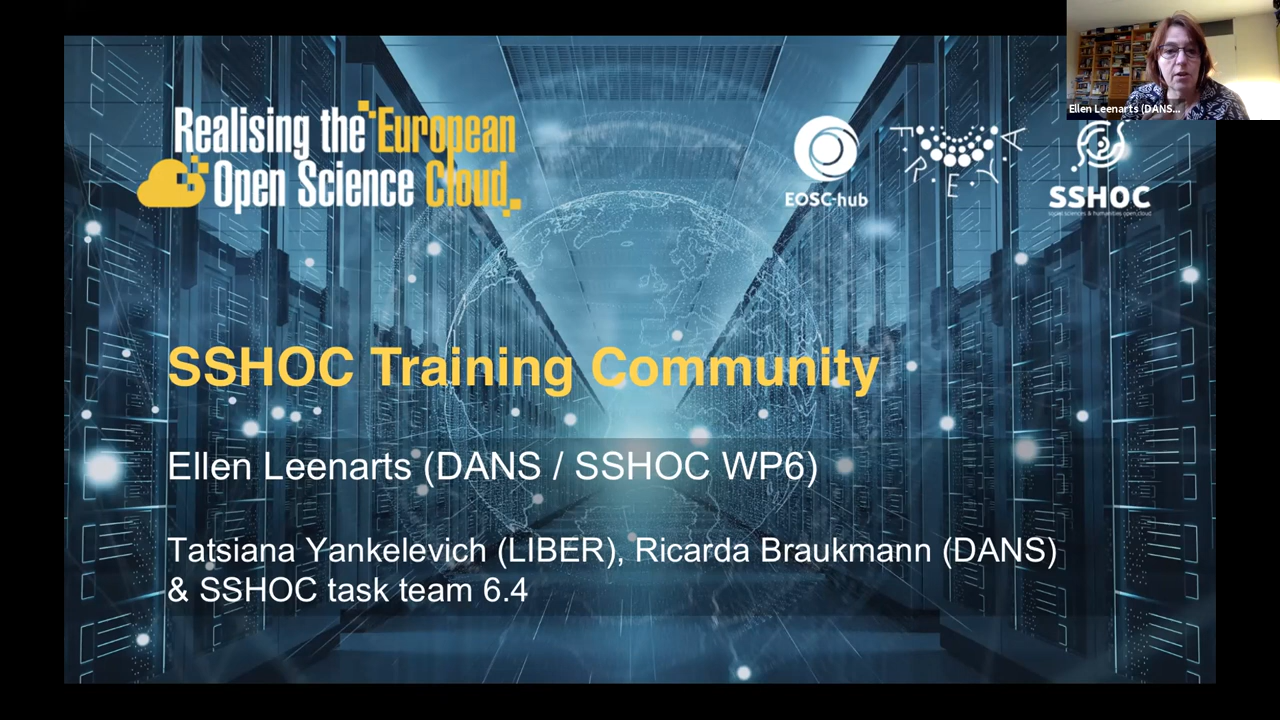 Ellen Leenarts (DANS...
Realising the European
Open Science Cloud
EOSC-hub
F.R.E.Y.A
SSHOC
social sciences & humanities open cloud
SSHOC Training Community
Ellen Leenarts (DANS / SSHOC WP6)
Tatsiana Yankelevich (LIBER), Ricarda Braukmann (DANS)
& SSHOC task team 6.4